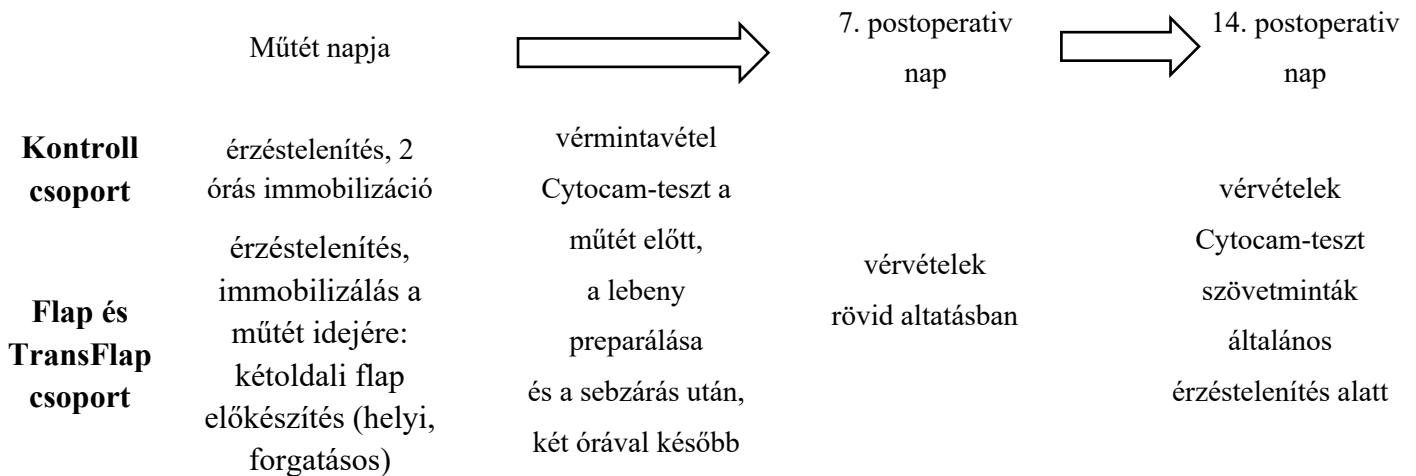 Műtét napja
7. postoperativ
nap
14. postoperativ
nap
Kontroll
csoport
érzéstelenítés, 2
órás immobilizáció
Flap és
TransFlap
csoport
érzéstelenítés,
immobilizálás a
műtét idejére:
kétoldali flap
előkészítés (helyi,
forgatásos)
vérmintavétel
Cytocam-teszt a
műtét előtt,
a lebeny
preparálása
és a sebzárás után,
két órával később
vérvételek
rövid altatásban
vérvételek
Cytocam-teszt
szövetminták
általános
érzéstelenítés alatt